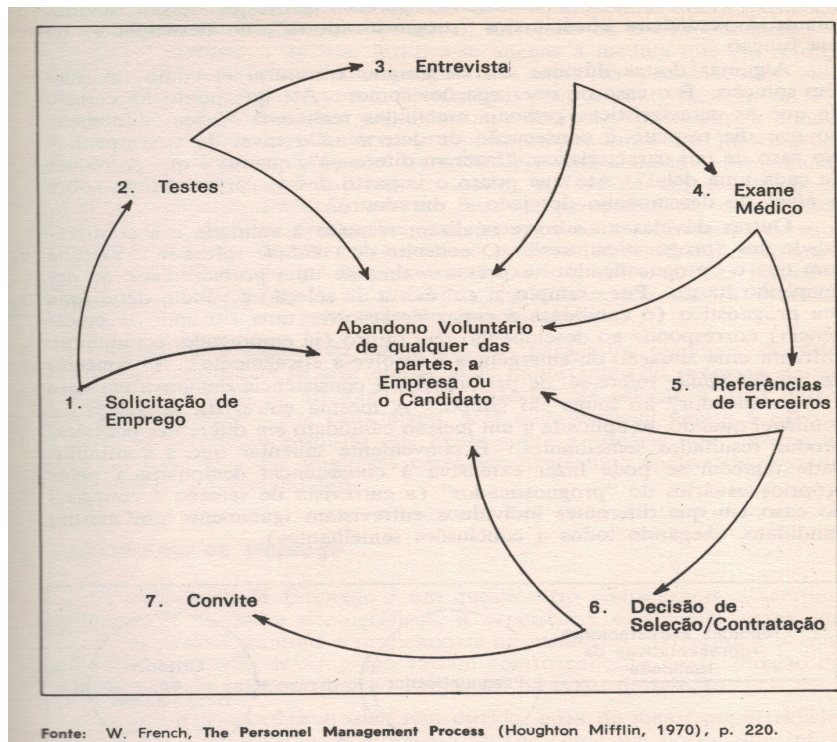 3. Entrevista
2. Testes
4. Exame
Médico
Abandono Voluntário
de qualquer das
partes, a
Empresa ou
o Candidato
1. Solicitação de
Emprego
5. Referências
de Terceiros
7. Convite
6. Decisão de
Seleção/Contratação
Fonte: W. French, The Personnel Management Process (Houghton Mifflin, 1970), p. 220.